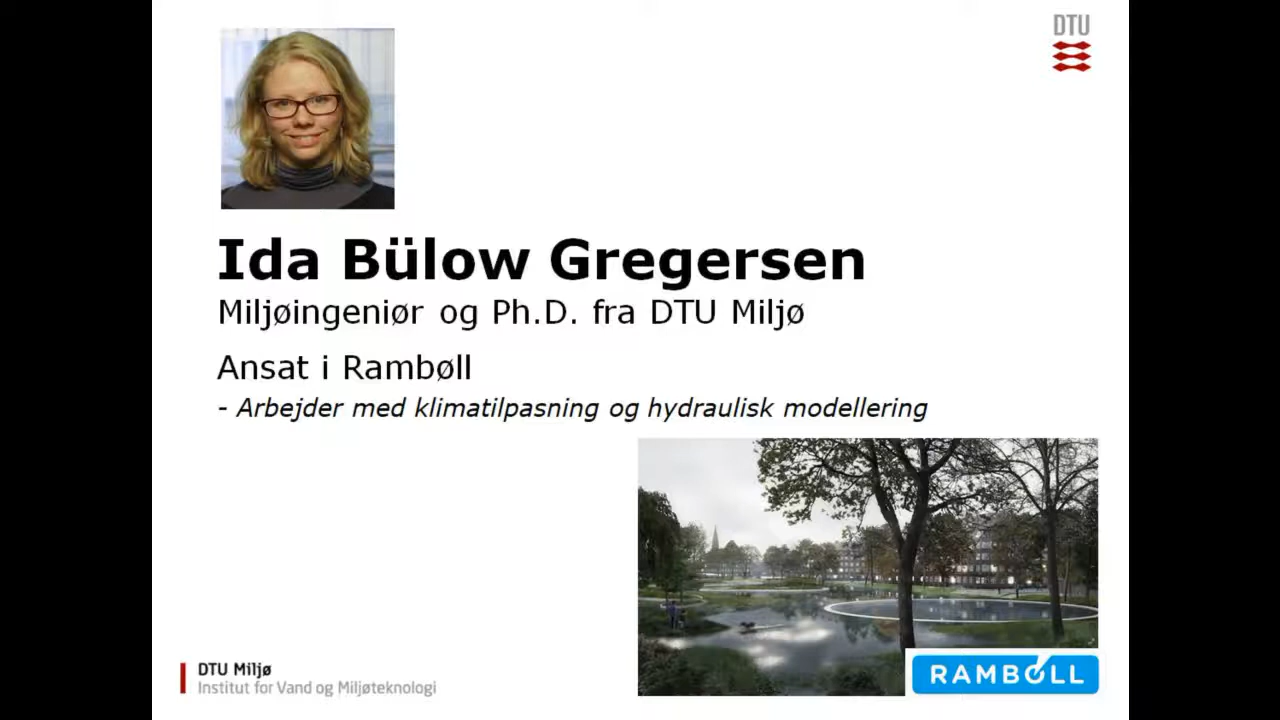 DTU
Ida Bülow Gregersen
Miljøingeniør og Ph.D. fra DTU Miljø
Ansat i Rambøll
- Arbejder med klimatilpasning og hydraulisk modellering
RAMBOLL
DTU Miljø
Institut for Vand og Miljøteknologi